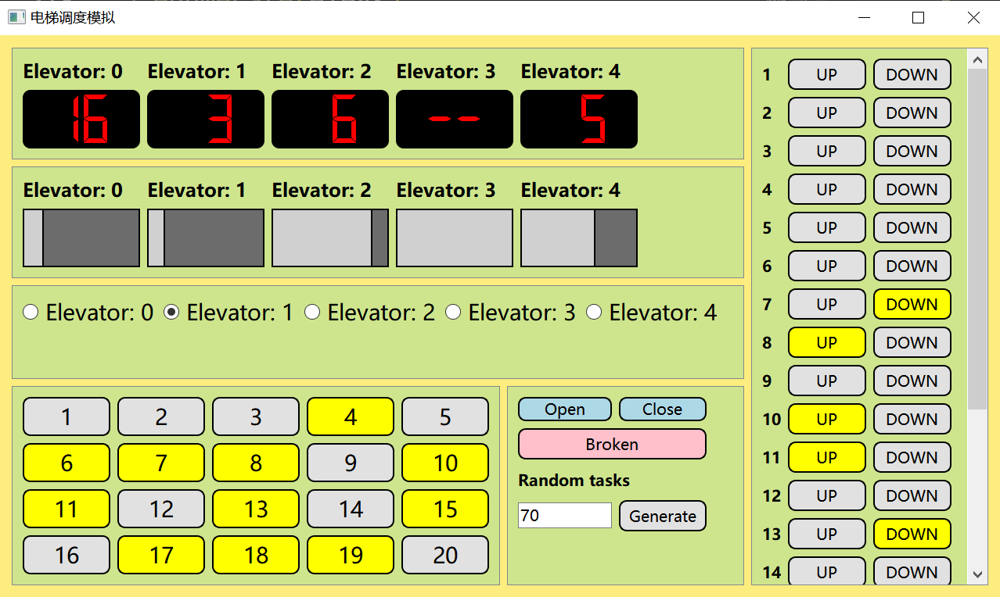 电梯调度模拟
Elevator: 0 Elevator: 1 Elevator: 2 Elevator: 3 Elevator: 4
16 3 6 -- 5
Elevator: 0 Elevator: 1 Elevator: 2 Elevator: 3 Elevator: 4
Elevator: 0 Elevator: 1 Elevator: 2 Elevator: 3 Elevator: 4
1 2 3 4 5
6 7 8 9 10
11 12 13 14 15
16 17 18 19 20
Open Close
Broken
Random tasks
70 Generate
1 UP DOWN
2 UP DOWN
3 UP DOWN
4 UP DOWN
5 UP DOWN
6 UP DOWN
7 UP DOWN
8 UP DOWN
9 UP DOWN
10 UP DOWN
11 UP DOWN
12 UP DOWN
13 UP DOWN
14 UP DOWN